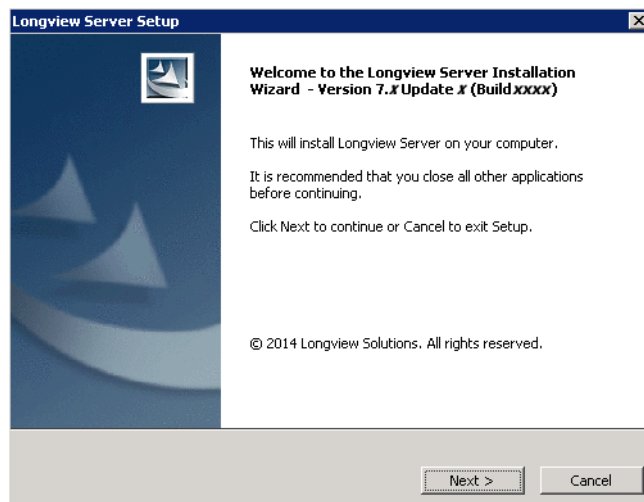 Longview Server Setup
Welcome to the Longview Server Installation
Wizard - Version 7.X Update X (Build xxxx)
This will install Longview Server on your computer.
It is recommended that you close all other applications
before continuing.
Click Next to continue or Cancel to exit Setup.
© 2014 Longview Solutions. All rights reserved.
Next >
Cancel